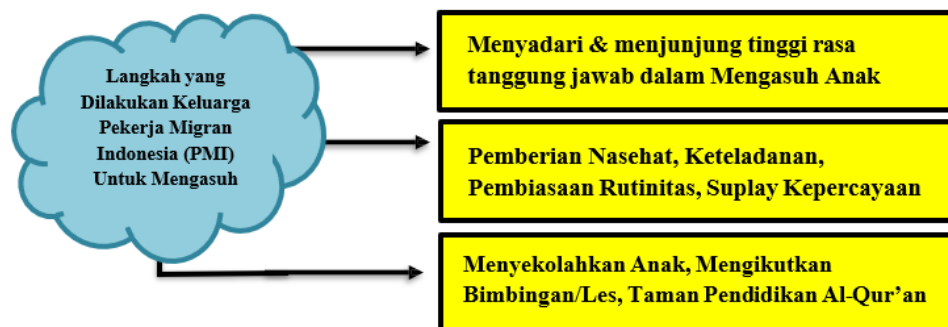 Langkah yang
Dilakukan Keluarga
Pekerja Migran
Indonesia (PMI)
Untuk Mengasuh
Menyadari & menjunjung tinggi rasa
tanggung jawab dalam Mengasuh Anak
Pemberian Nasehat, Keteladanan,
Pembiasaan Rutinitas, Suplay Kepercayaan
Menyekolahkan Anak, Mengikutkan
Bimbingan/Les, Taman Pendidikan Al-Qur’an